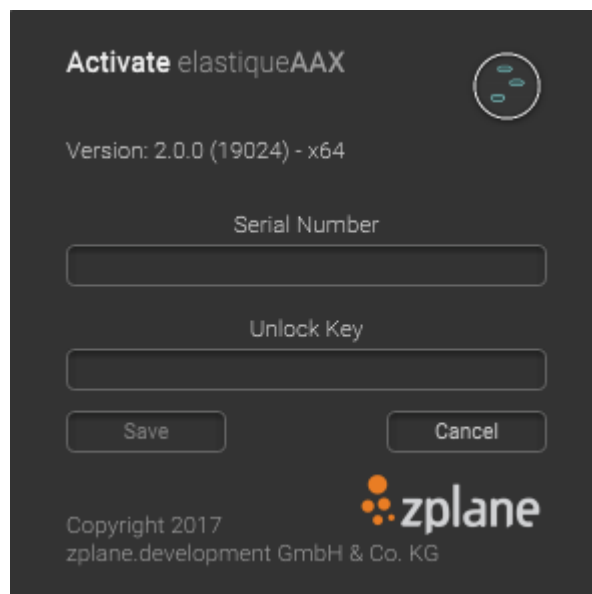 Activate elastiqueAAX
Version: 2.0.0 (19024) - x64
Serial Number
Unlock Key
Save
Cancel
zplane
Copyright 2017
zplane.development GmbH & Co. KG